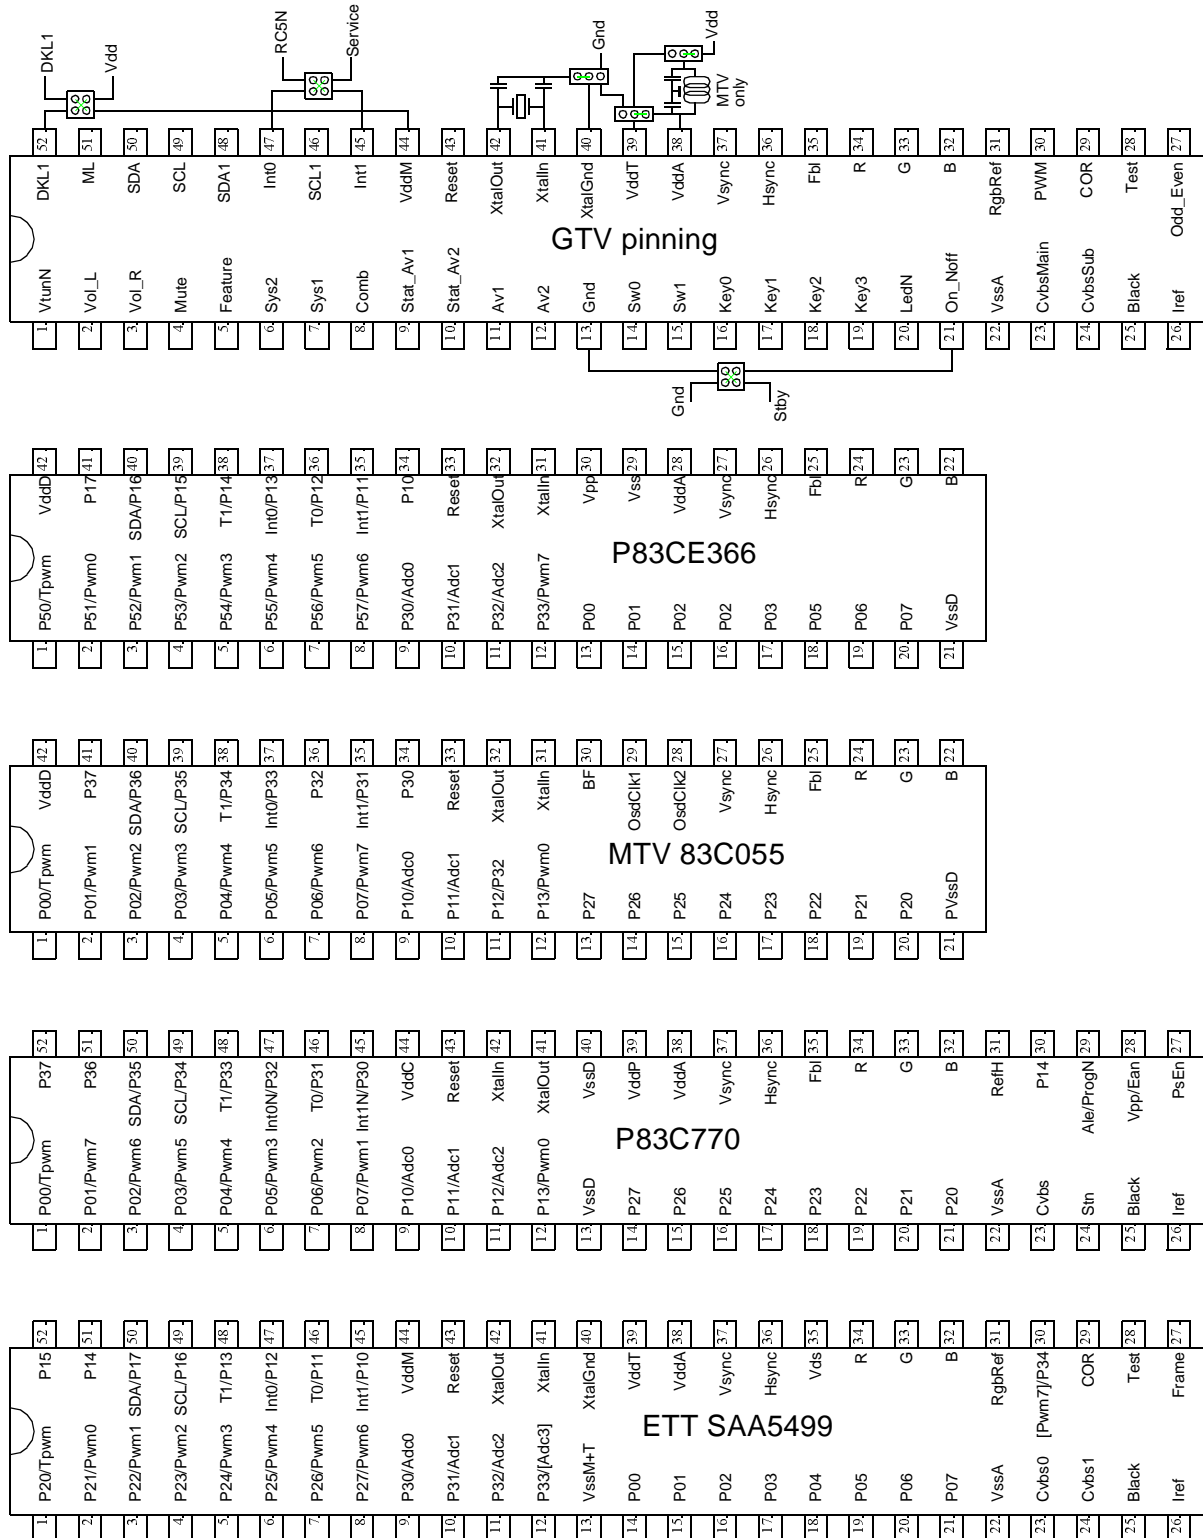 DKL1
Vdd
RC5N
Service
Gnd
Vdd
MTV
only
GTV pinning
1. VtunN DKL1 52
2. Vol_L ML 51
3. Vol_R SDA 50
4. Mute SCL 49
5. Feature SDA1 48
6. Sys2 Int0 47
7. Sys1 SCL1 46
8. Comb Int1 45
9. Stat_Av1 VddM 44
10. Stat_Av2 Reset 43
11. Av1 XtalOut 42
12. Av2 XtalIn 41
13. Gnd XtalGnd 40
14. Sw0 VddT 39
15. Sw1 VddA 38
16. Key0 Vsync 37
17. Key1 Hsync 36
18. Key2 Fbl 35
19. Key3 R 34
20. LedN G 33
21. On_Noff B 32
22. VssA RgbRef 31
23. CvbsMain PWM 30
24. CvbsSub COR 29
25. Black Test 28
26. Iref Odd_Even 27
Gnd
Stby
P83CE366
1. P50/Tpwm VddD 42
2. P51/Pwm0 P17 41
3. P52/Pwm1 SDA/P16 40
4. P53/Pwm2 SCL/P15 39
5. P54/Pwm3 T1/P14 38
6. P55/Pwm4 Int0/P13 37
7. P56/Pwm5 T0/P12 36
8. P57/Pwm6 Int1/P11 35
9. P30/Adc0 P10 34
10. P31/Adc1 Reset 33
11. P32/Adc2 XtalOut 32
12. P33/Pwm7 XtalIn 31
13. P00 Vpp 30
14. P01 Vss 29
15. P02 VddA 28
16. P02 Vsync 27
17. P03 Hsync 26
18. P05 Fbl 25
19. P06 R 24
20. P07 G 23
21. VssD B 22
MTV 83C055
1. P00/Tpwm VddD 42
2. P01/Pwm1 P37 41
3. P02/Pwm2 SDA/P36 40
4. P03/Pwm3 SCL/P35 39
5. P04/Pwm4 T1/P34 38
6. P05/Pwm5 Int0/P33 37
7. P06/Pwm6 P32 36
8. P07/Pwm7 Int1/P31 35
9. P10/Adc0 P30 34
10. P11/Adc1 Reset 33
11. P12/P32 XtalOut 32
12. P13/Pwm0 XtalIn 31
13. P27 BF 30
14. P26 OsdClk1 29
15. P25 OsdClk2 28
16. P24 Vsync 27
17. P23 Hsync 26
18. P22 Fbl 25
19. P21 R 24
20. P20 G 23
21. PVssD B 22
P83C770
1. P00/Tpwm P37 52
2. P01/Pwm7 P36 51
3. P02/Pwm6 SDA/P35 50
4. P03/Pwm5 SCL/P34 49
5. P04/Pwm4 T1/P33 48
6. P05/Pwm3 Int0N/P32 47
7. P06/Pwm2 T0/P31 46
8. P07/Pwm1 Int1N/P30 45
9. P10/Adc0 VddC 44
10. P11/Adc1 Reset 43
11. P12/Adc2 XtalIn 42
12. P13/Pwm0 XtalOut 41
13. VssD VssD 40
14. P27 VddP 39
15. P26 VddA 38
16. P25 Vsync 37
17. P24 Hsync 36
18. P23 Fbl 35
19. P22 R 34
20. P21 G 33
21. P20 B 32
22. VssA RefH 31
23. Cvbs P14 30
24. Stn Ale/ProgN 29
25. Black Vpp/Ean 28
26. Iref PsEn 27
ETT SAA5499
1. P20/Tpwm P15 52
2. P21/Pwm0 P14 51
3. P22/Pwm1 SDA/P17 50
4. P23/Pwm2 SCL/P16 49
5. P24/Pwm3 T1/P13 48
6. P25/Pwm4 Int0/P12 47
7. P26/Pwm5 T0/P11 46
8. P27/Pwm6 Int1/P10 45
9. P30/Adc0 VddM 44
10. P31/Adc1 Reset 43
11. P32/Adc2 XtalOut 42
12. P33/[Adc3] XtalIn 41
13. VssM+T XtalGnd 40
14. P00 VddT 39
15. P01 VddA 38
16. P02 Vsync 37
17. P03 Hsync 36
18. P04 Vds 35
19. P05 R 34
20. P06 G 33
21. P07 B 32
22. VssA RgbRef 31
23. Cvbs0 [Pwm7]/P34 30
24. Cvbs1 COR 29
25. Black Test 28
26. Iref Frame 27